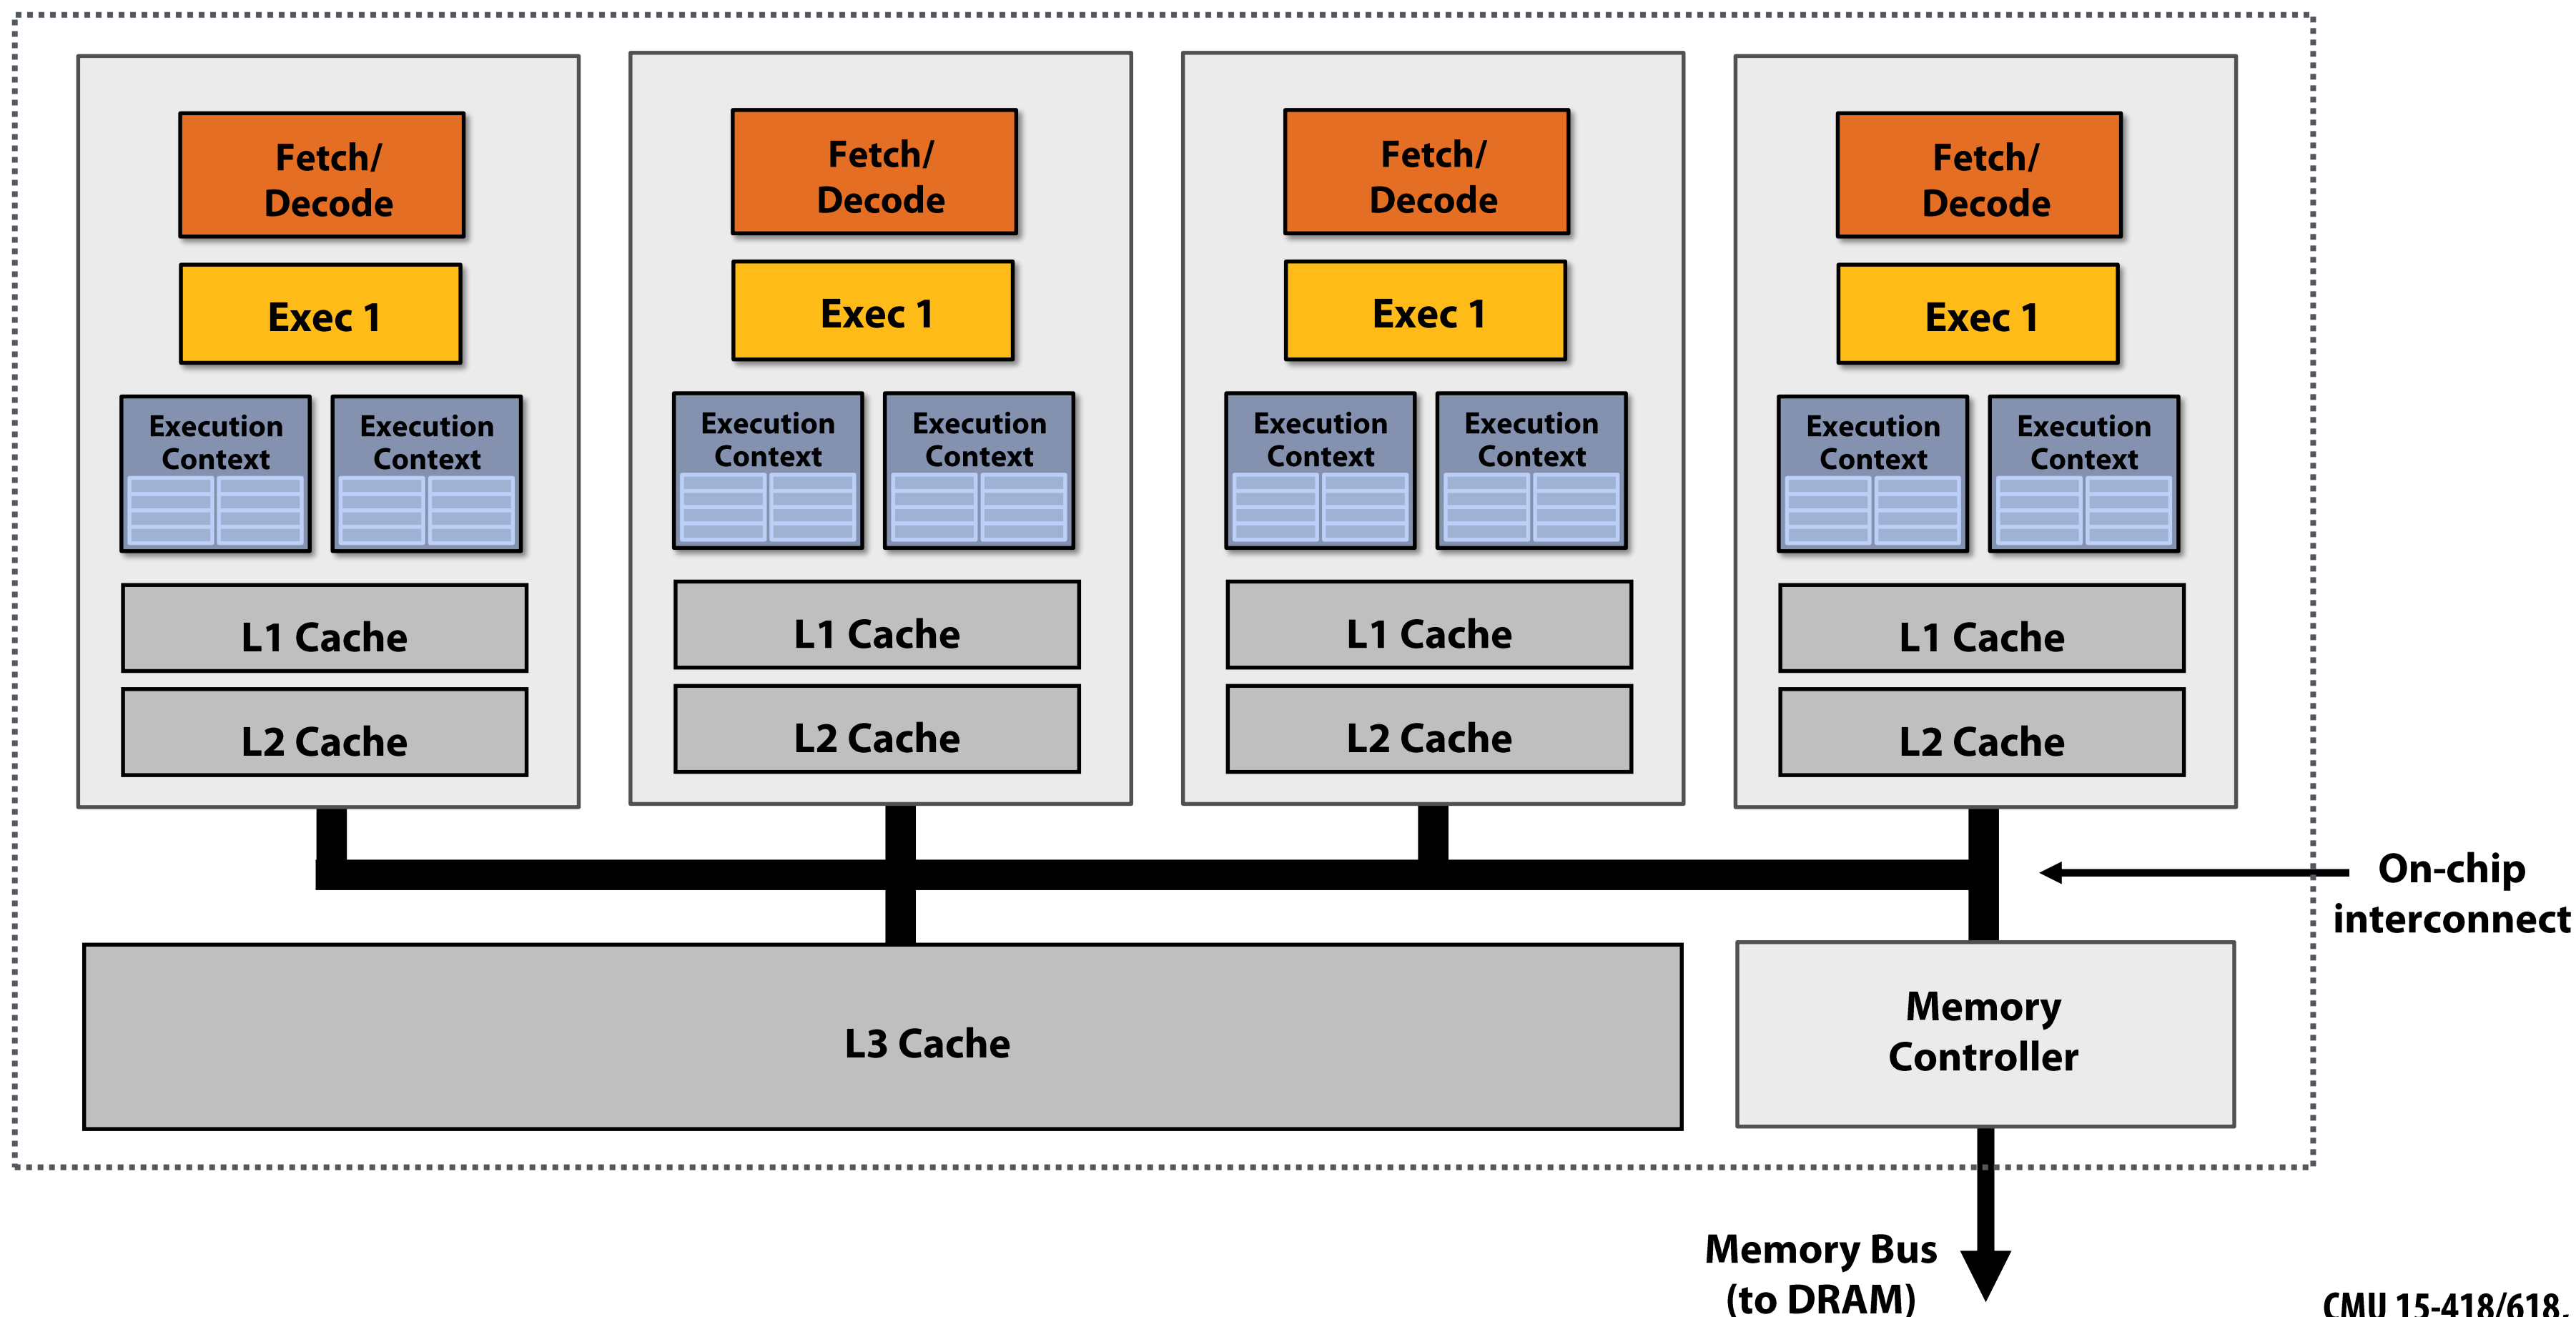 Fetch/
Decode
Exec 1
Execution
Context
Execution
Context
L1 Cache
L2 Cache
Fetch/
Decode
Exec 1
Execution
Context
Execution
Context
L1 Cache
L2 Cache
Fetch/
Decode
Exec 1
Execution
Context
Execution
Context
L1 Cache
L2 Cache
Fetch/
Decode
Exec 1
Execution
Context
Execution
Context
L1 Cache
L2 Cache
On-chip
interconnect
L3 Cache
Memory
Controller
Memory Bus
(to DRAM)
CMU 15-418/618,